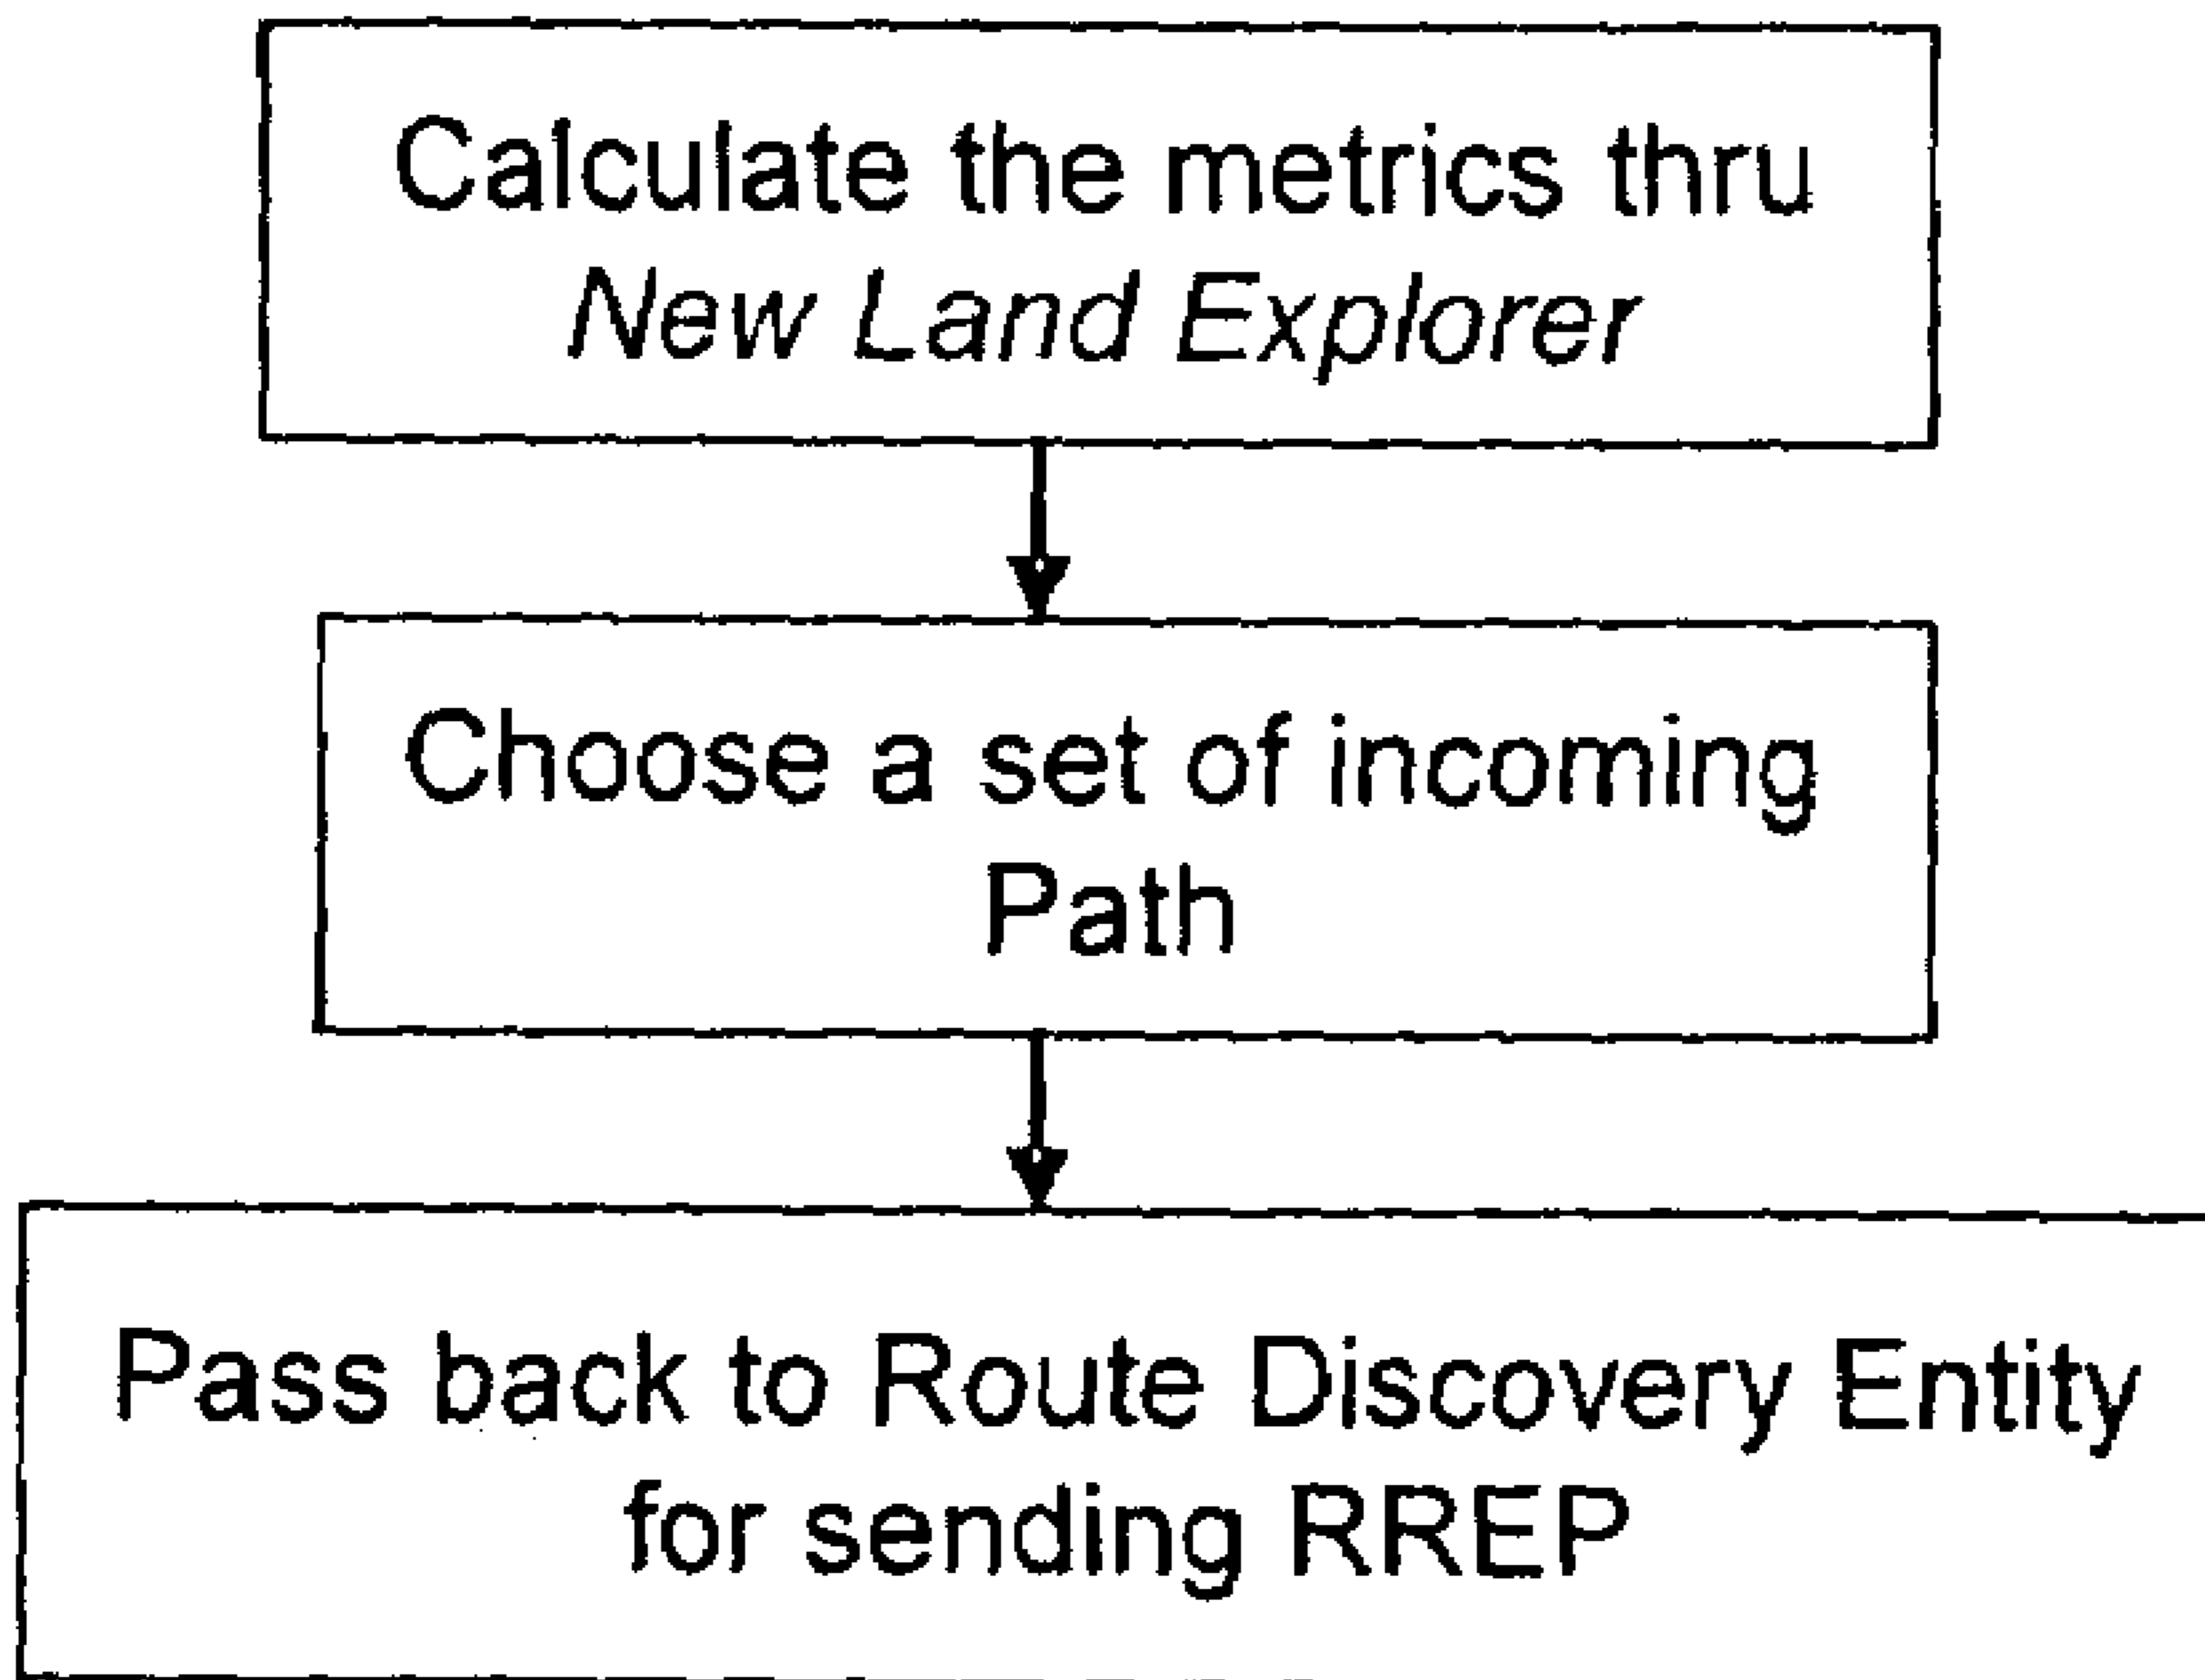 Calculate the metrics thru
New Land Explorer
Choose a set of incoming
Path
Pass back to Route Discovery Entity
for sending RREP